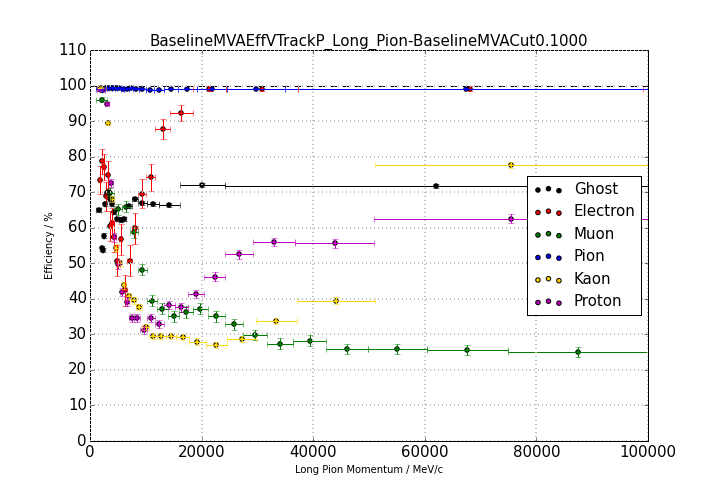 BaselineMVAEffVTrackP_Long_Pion-BaselineMVACut0.1000
110
100
90
80
70
60
50
40
30
20
10
0
Efficiency / %
Ghost
Electron
Muon
Pion
Kaon
Proton
0 20000 40000 60000 80000 100000
Long Pion Momentum / MeV/c